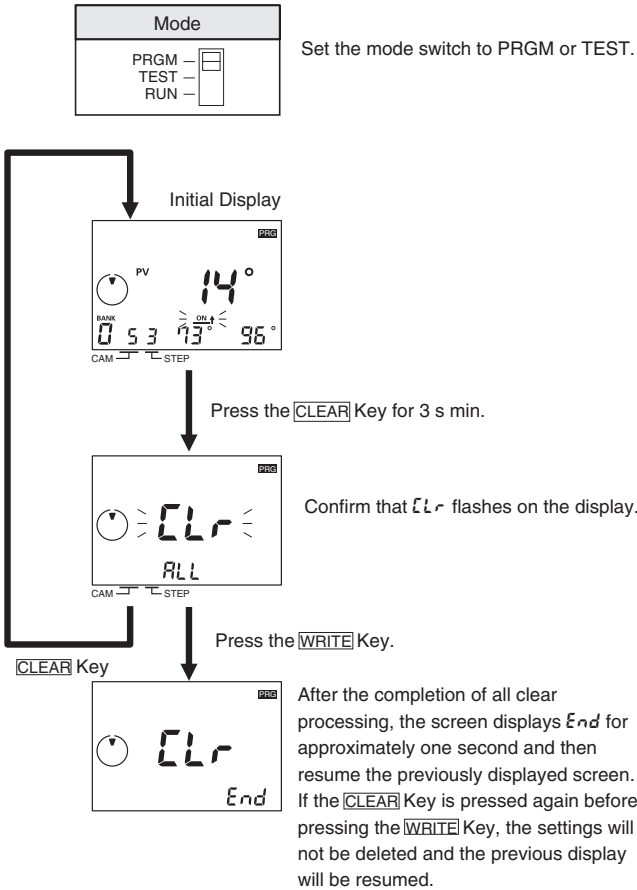 Mode
PRGM
TEST
RUN
Set the mode switch to PRGM or TEST.
Initial Display
PRG
PV
14°
BANK
ON
0 5 3 73° 96°
CAM STEP
Press the CLEAR Key for 3 s min.
PRG
CLr
ALL
CAM STEP
Confirm that CLr flashes on the display.
Press the WRITE Key.
CLEAR Key
PRG
CLr
End
After the completion of all clear
processing, the screen displays End for
approximately one second and then
resume the previously displayed screen.
If the CLEAR Key is pressed again before
pressing the WRITE Key, the settings will
not be deleted and the previous display
will be resumed.